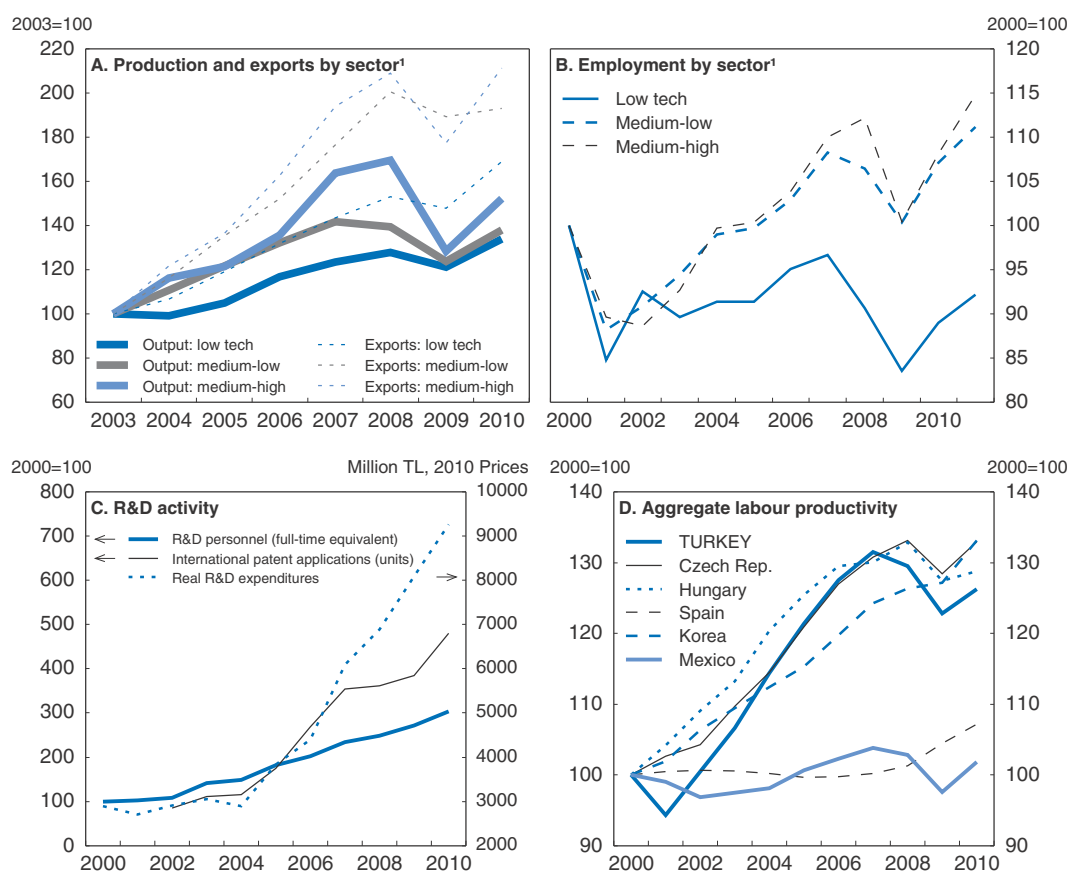 2003=100
2000=100
220
200
180
160
140
120
100
80
60
A. Production and exports by sector¹
Output: low tech
Output: medium-low
Output: medium-high
Exports: low tech
Exports: medium-low
Exports: medium-high
2003 2004 2005 2006 2007 2008 2009 2010
B. Employment by sector¹
Low tech
Medium-low
Medium-high
120
115
110
105
100
95
90
85
80
2000 2002 2004 2006 2008 2010
2000=100
Million TL, 2010 Prices
800
700
600
500
400
300
200
100
0
C. R&D activity
R&D personnel (full-time equivalent)
International patent applications (units)
Real R&D expenditures
10000
9000
8000
7000
6000
5000
4000
3000
2000
2000 2002 2004 2006 2008 2010
2000=100
2000=100
140
130
120
110
100
90
D. Aggregate labour productivity
TURKEY
Czech Rep.
Hungary
Spain
Korea
Mexico
140
130
120
110
100
90
2000 2002 2004 2006 2008 2010